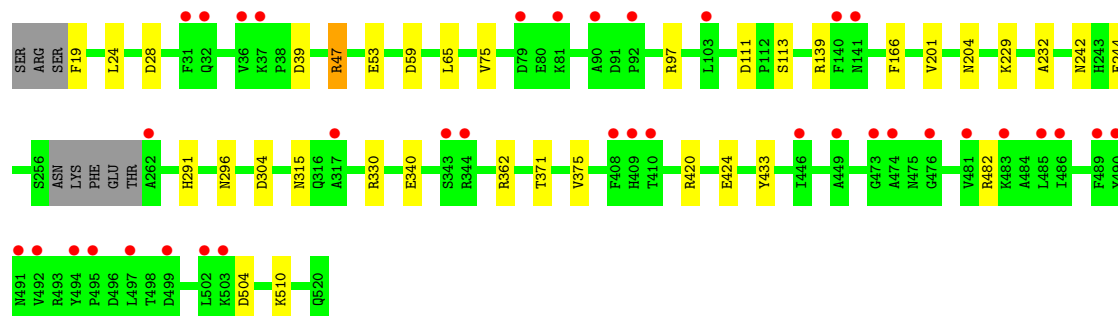 SER ARG SER F19 L24 D28 F31 Q32 V36 K37 P38 D39 R47 E53 D59 L65 V75 D79 E80 K81 A90 D91 P92 R97 L103 D111 P112 S113 R139 F140 N141 F166 V201 N204 K229 A232 N242 H243
S256 ASN LYS PHE GLU THR A262 H291 N296 D304 N315 Q316 A317 R330 E340 S343 R344 R362 T371 V375 F408 H409 T410 R420 E424 Y433 I446 A449 G473 A474 N475 G476 V481 R482 K483 A484 L485 I486 F489
N491 V492 R493 Y494 P495 D496 L497 T498 D499 L502 K503 D504 K510 Q520